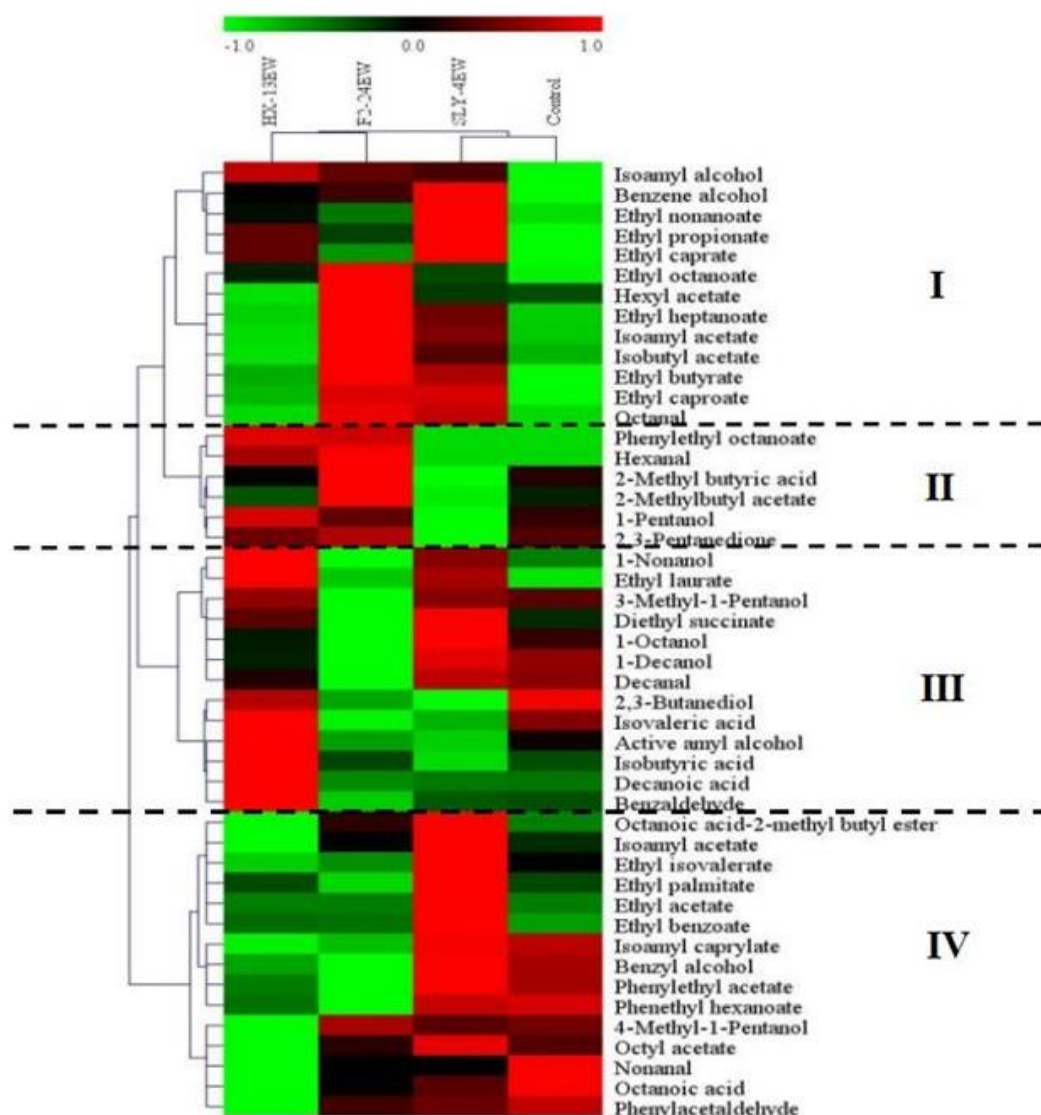 -1.0 0.0 1.0
HX-13EW
F2-24EW
SLY-4EW
Control
Isoamyl alcohol
Benzene alcohol
Ethyl nonanoate
Ethyl propionate
Ethyl caprate
Ethyl octanoate
Hexyl acetate
Ethyl heptanoate
Isoamyl acetate
Isobutyl acetate
Ethyl butyrate
Ethyl caproate
Octanal
I
Phenylethyl octanoate
Hexanal
2-Methyl butyric acid
2-Methylbutyl acetate
1-Pentanol
2,3-Pentanedione
II
1-Nonanol
Ethyl laurate
3-Methyl-1-Pentanol
Diethyl succinate
1-Octanol
1-Decanol
Decanal
2,3-Butanediol
Isovaleric acid
Active amyl alcohol
Isobutyric acid
Decanoic acid
Benzaldehyde
III
Octanoic acid-2-methyl butyl ester
Isoamyl acetate
Ethyl isovalerate
Ethyl palmitate
Ethyl acetate
Ethyl benzoate
Isoamyl caprylate
Benzyl alcohol
Phenylethyl acetate
Phenethyl hexanoate
4-Methyl-1-Pentanol
Octyl acetate
Nonanal
Octanoic acid
Phenylacetaldehyde
IV